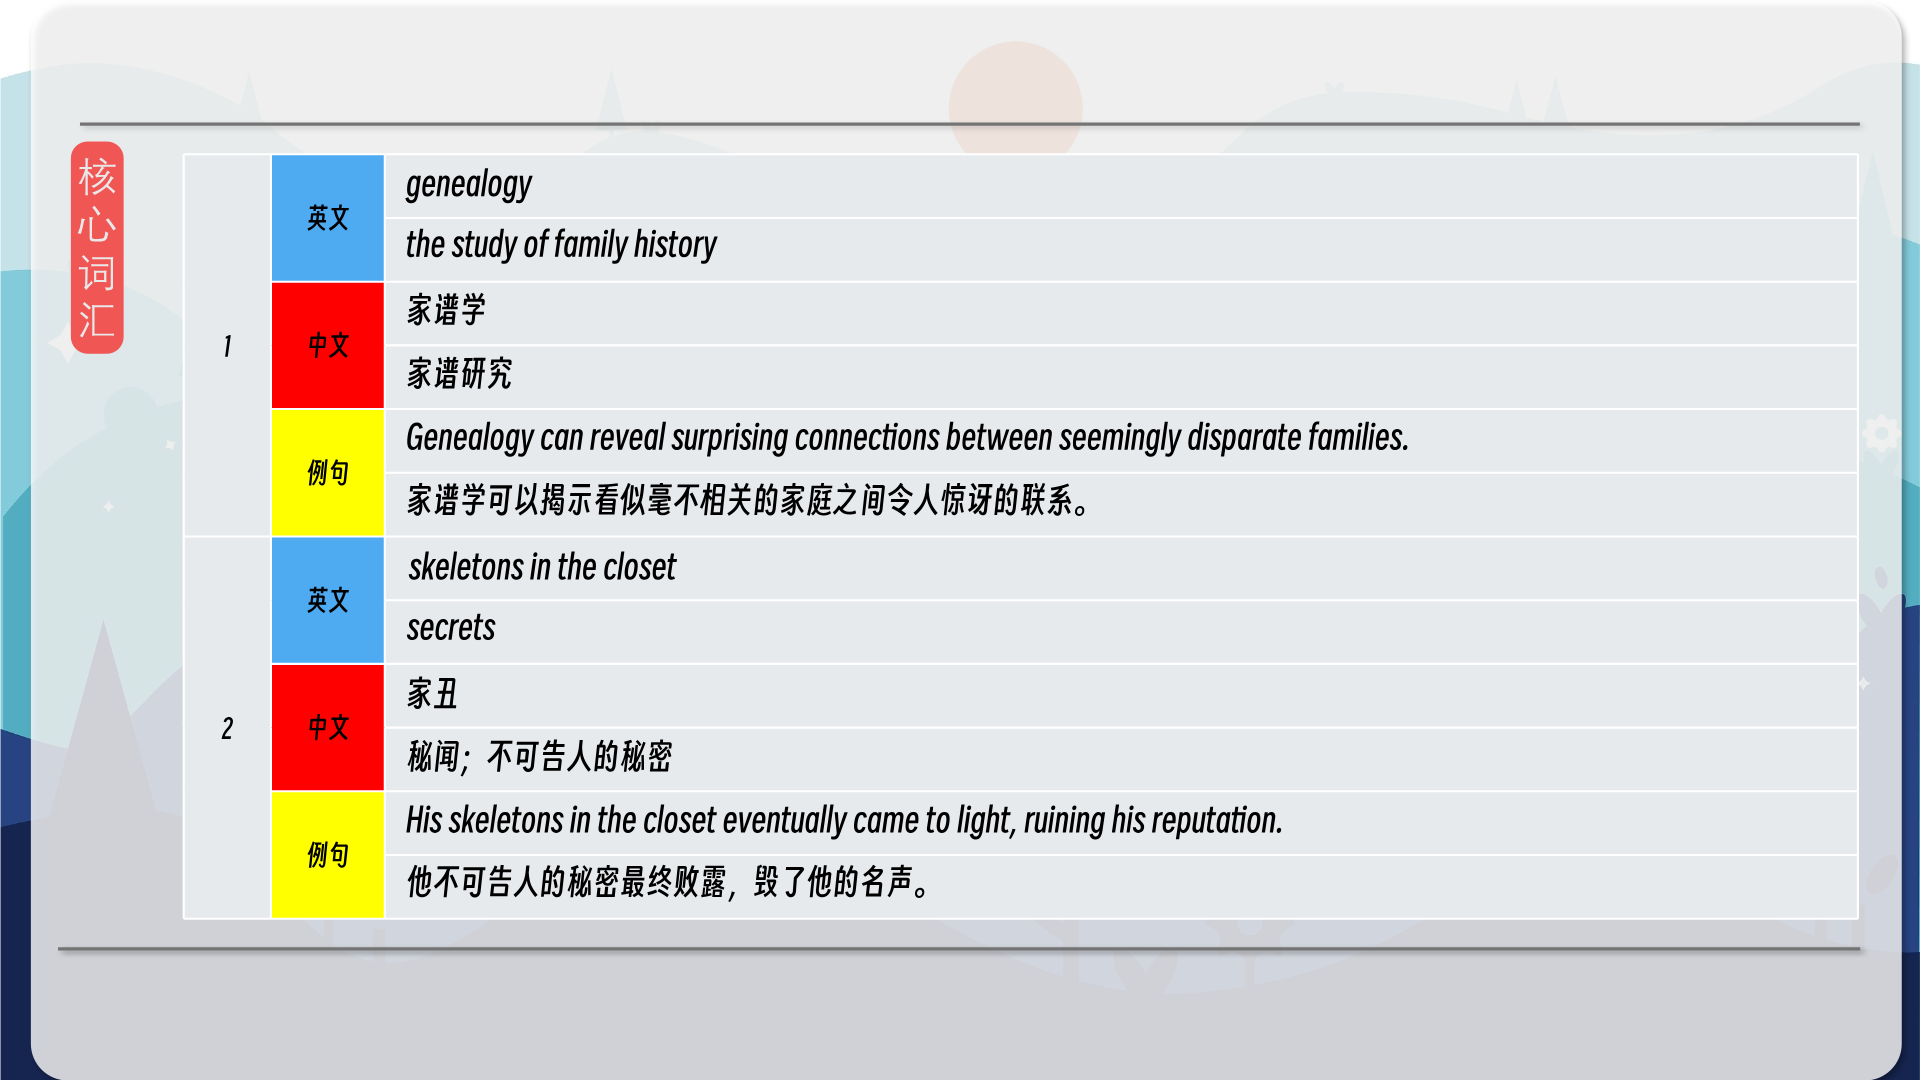 核
心
词
汇
1
英文
genealogy
the study of family history
中文
家谱学
家谱研究
例句
Genealogy can reveal surprising connections between seemingly disparate families.
家谱学可以揭示看似毫不相关的家庭之间令人惊讶的联系。
2
英文
skeletons in the closet
secrets
中文
家丑
秘闻；不可告人的秘密
例句
His skeletons in the closet eventually came to light, ruining his reputation.
他不可告人的秘密最终败露，毁了他的名声。